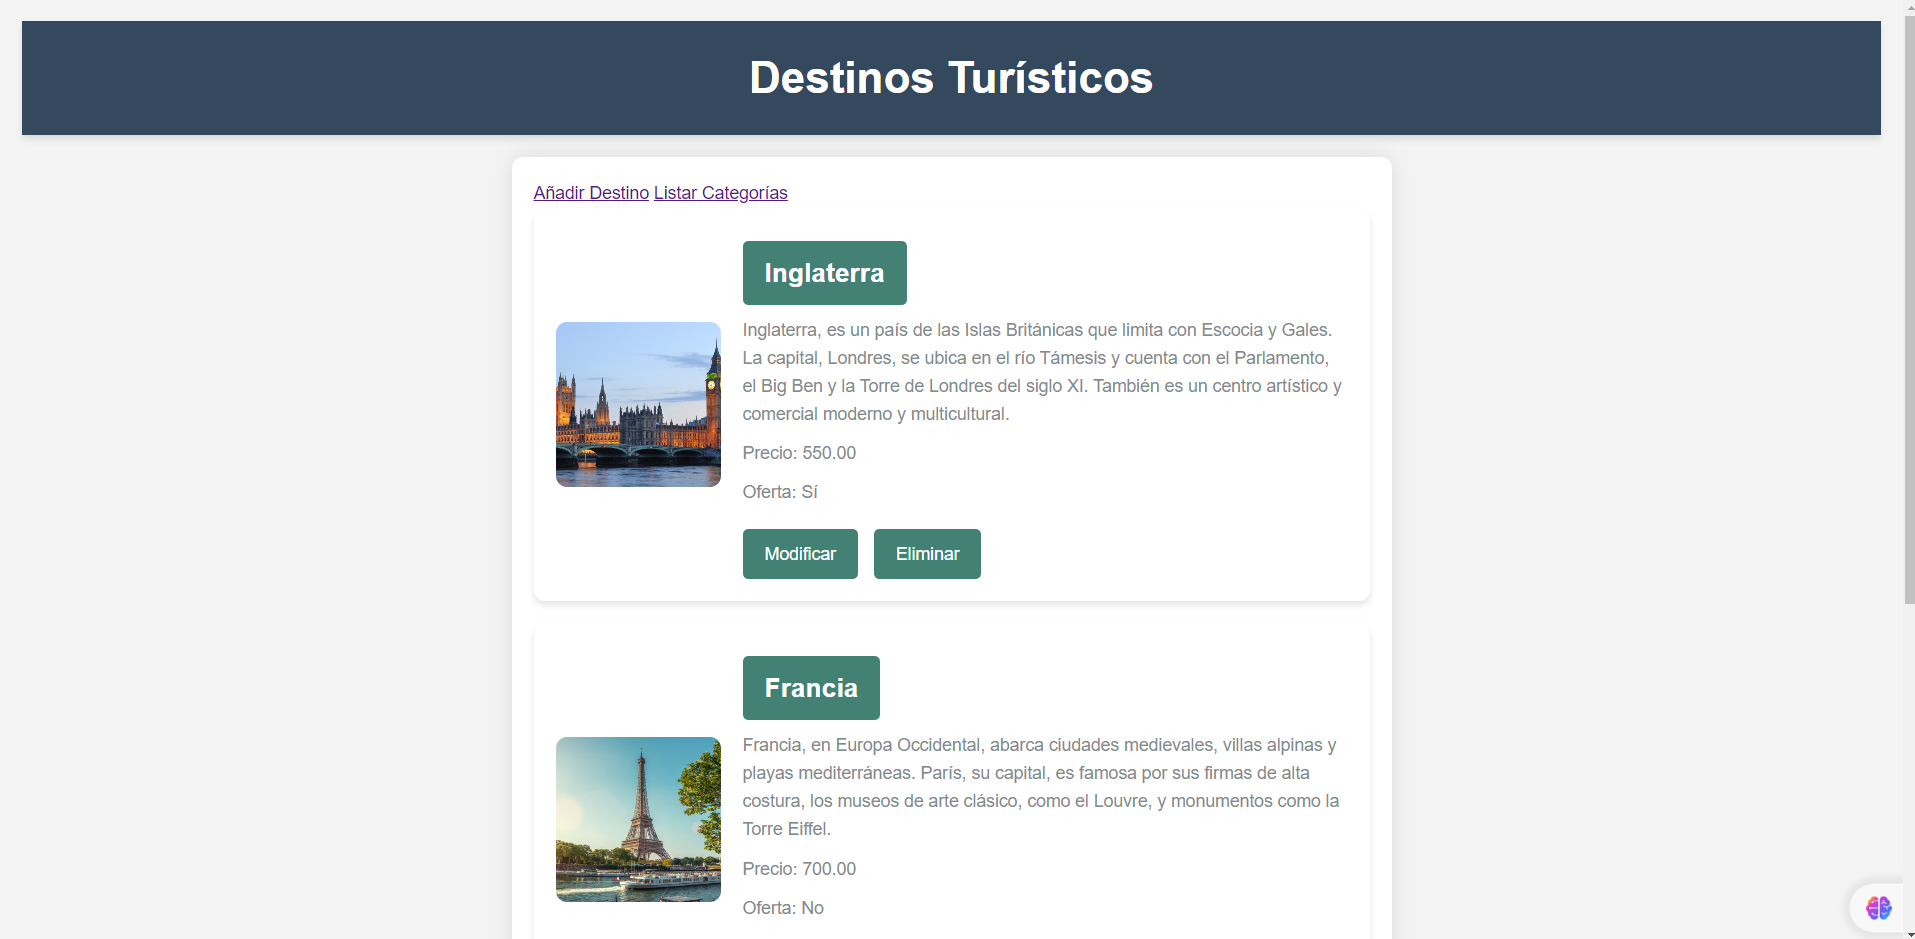 Destinos Turísticos
Añadir Destino Listar Categorías
Inglaterra
Inglaterra, es un país de las Islas Británicas que limita con Escocia y Gales.
La capital, Londres, se ubica en el río Támesis y cuenta con el Parlamento,
el Big Ben y la Torre de Londres del siglo XI. También es un centro artístico y
comercial moderno y multicultural.
Precio: 550.00
Oferta: Sí
Modificar Eliminar
Francia
Francia, en Europa Occidental, abarca ciudades medievales, villas alpinas y
playas mediterráneas. París, su capital, es famosa por sus firmas de alta
costura, los museos de arte clásico, como el Louvre, y monumentos como la
Torre Eiffel.
Precio: 700.00
Oferta: No